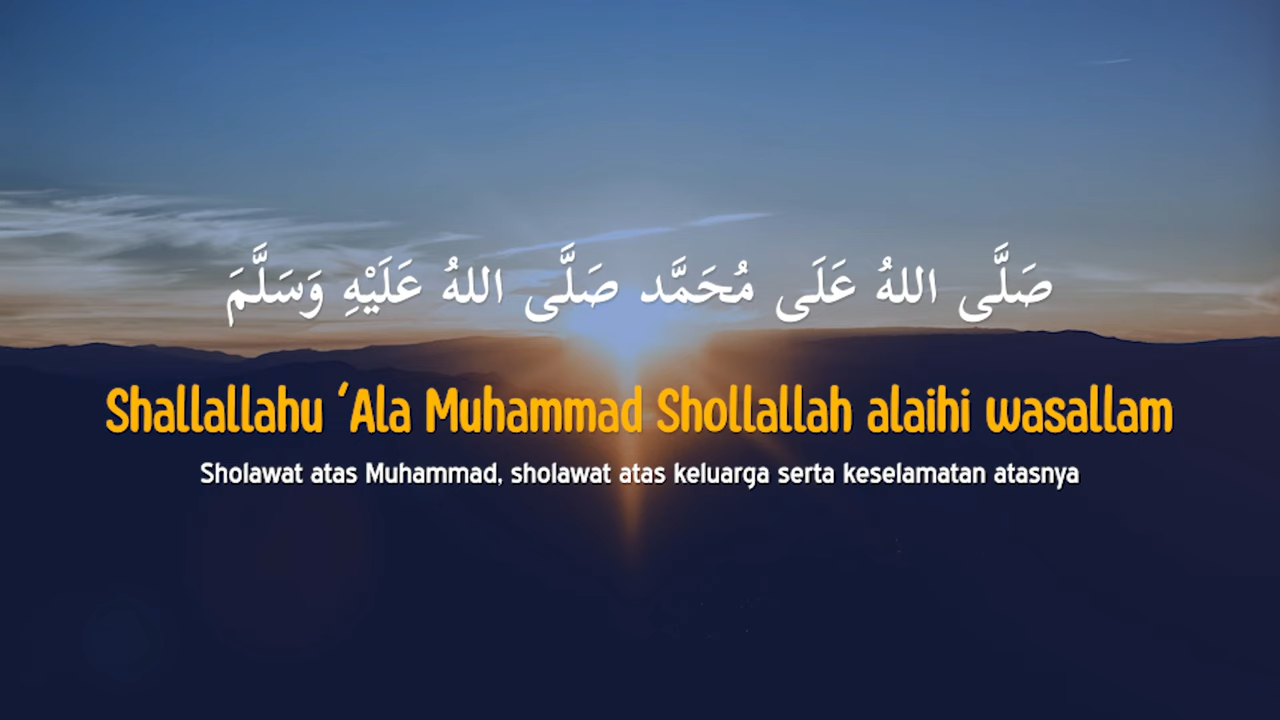 صَلَّى اللهُ عَلَى مُحَمَّد صَلَّى اللهُ عَلَيْهِ وَسَلَّمَ
Shallallahu ‘Ala Muhammad Shollallah alaihi wasallam
Sholawat atas Muhammad, sholawat atas keluarga serta keselamatan atasnya